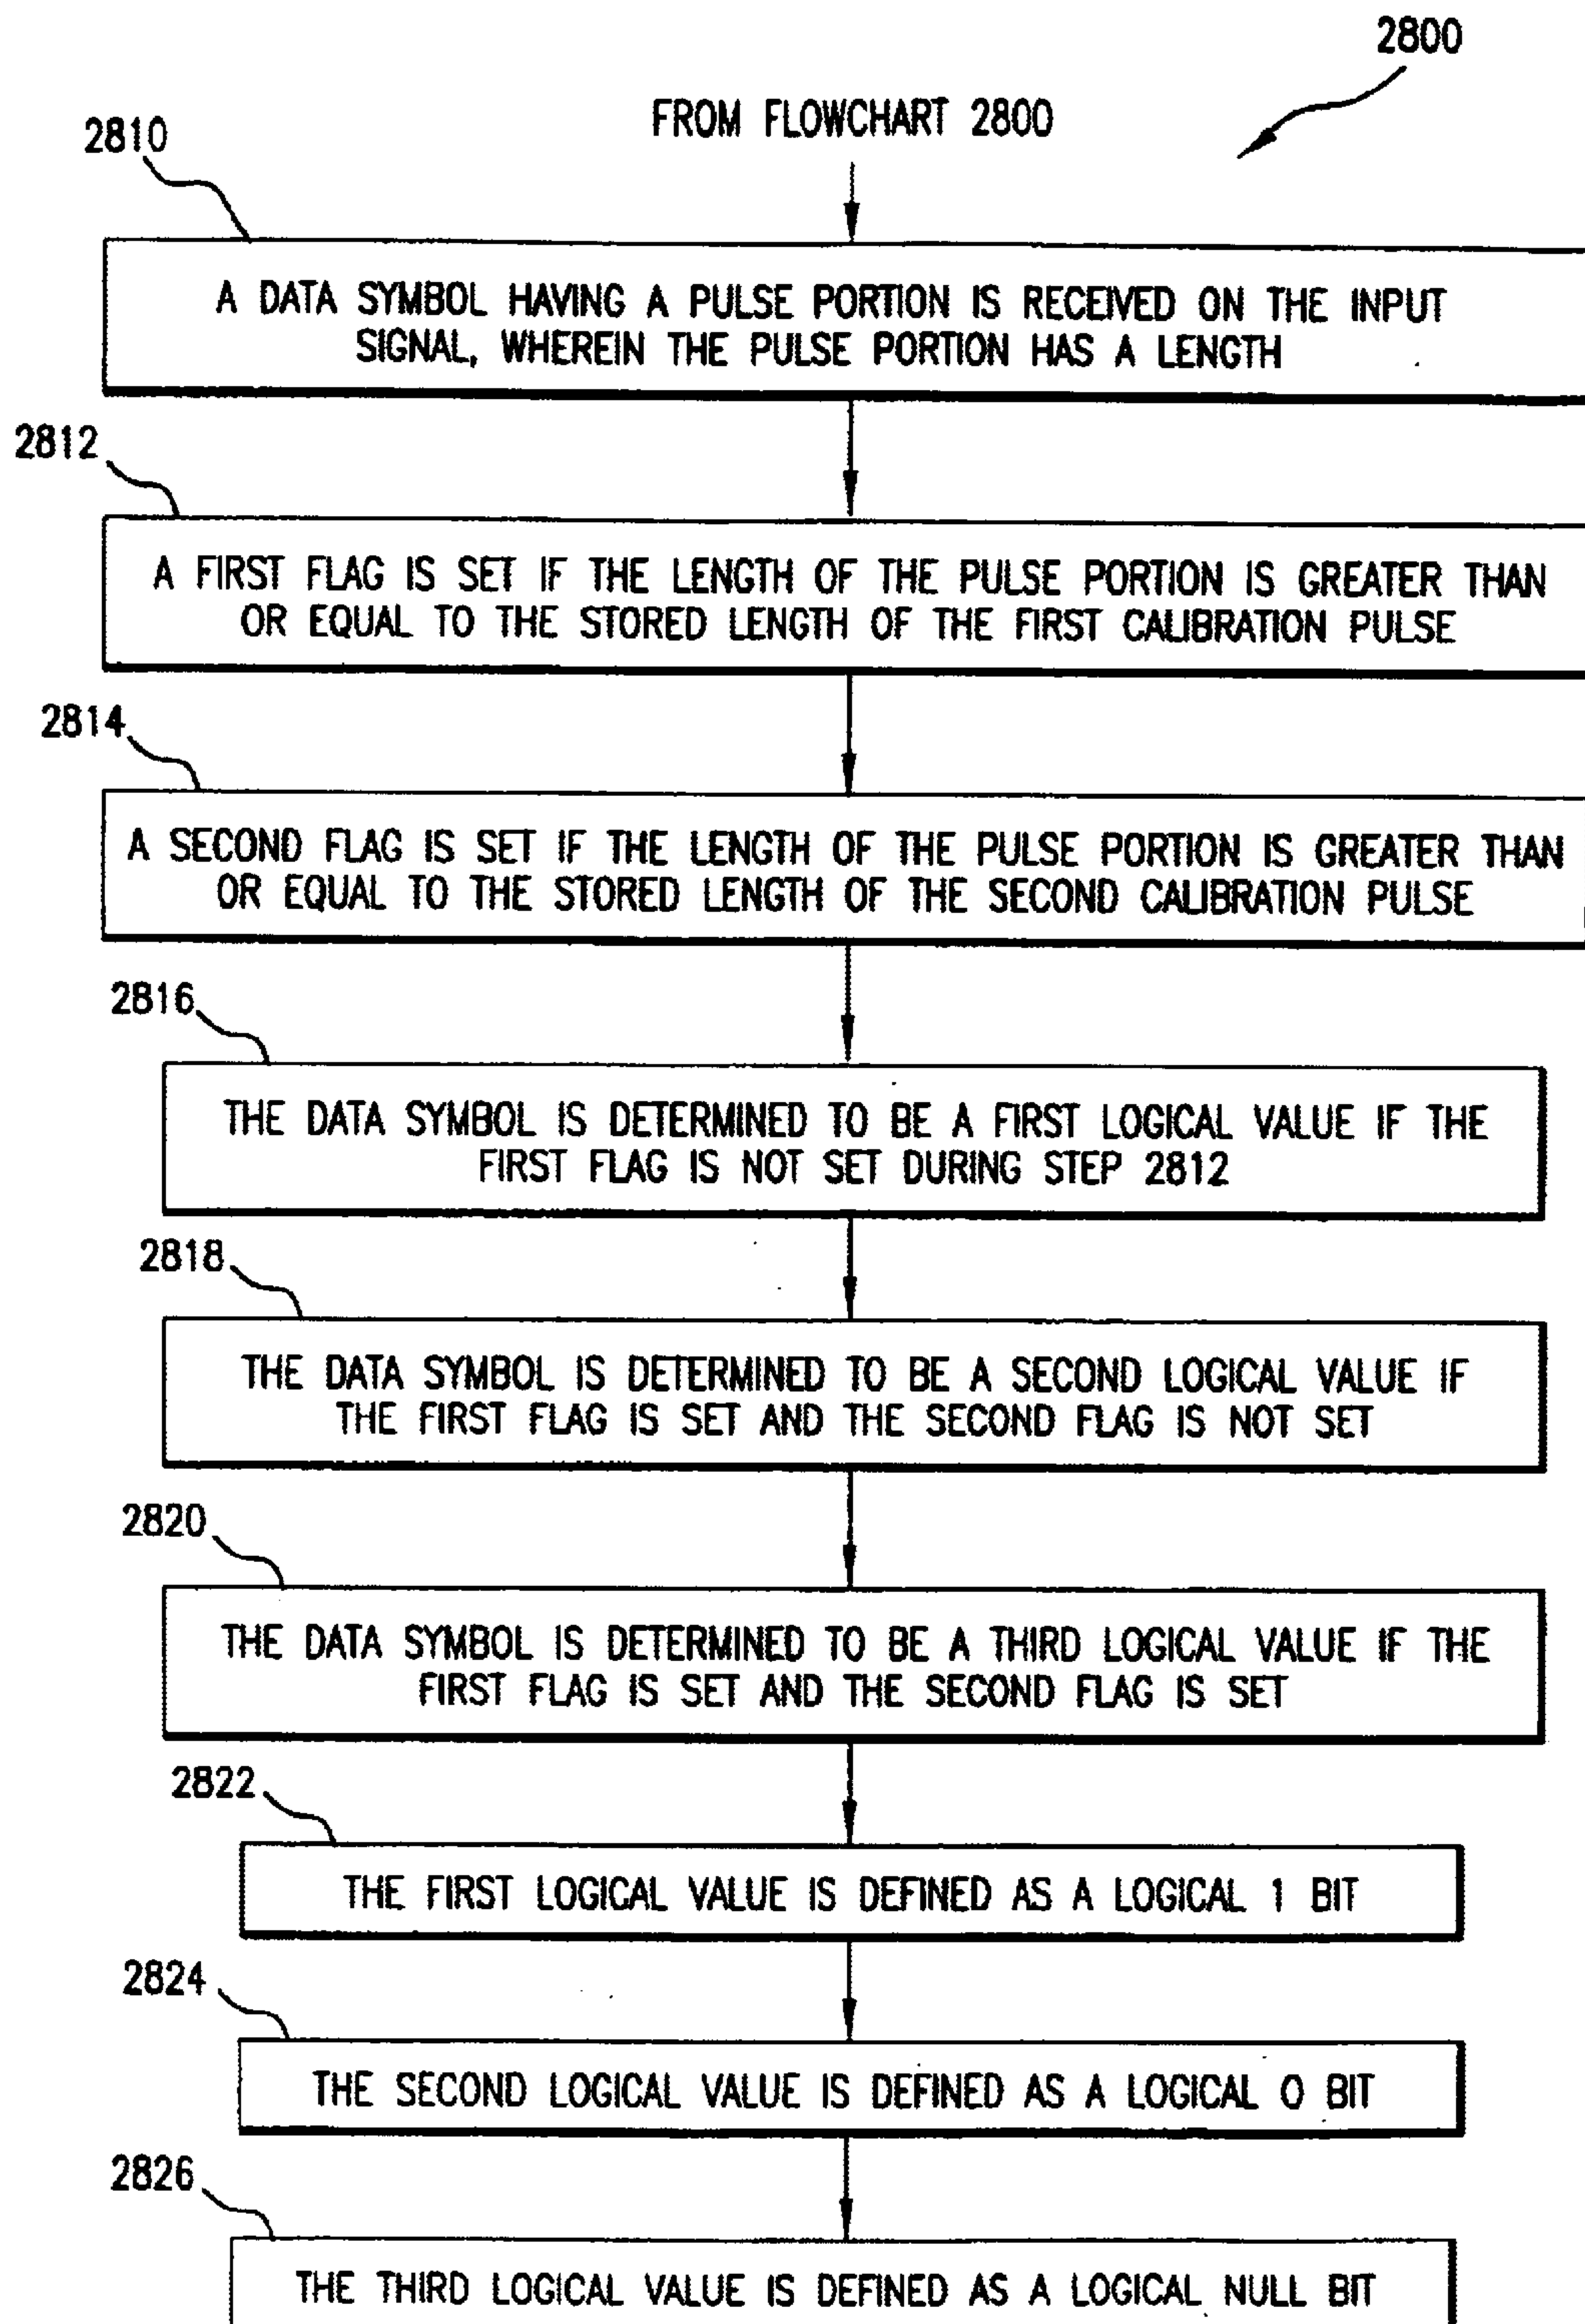 2800
FROM FLOWCHART 2800
2810
A DATA SYMBOL HAVING A PULSE PORTION IS RECEIVED ON THE INPUT
SIGNAL, WHEREIN THE PULSE PORTION HAS A LENGTH
2812
A FIRST FLAG IS SET IF THE LENGTH OF THE PULSE PORTION IS GREATER THAN
OR EQUAL TO THE STORED LENGTH OF THE FIRST CALIBRATION PULSE
2814
A SECOND FLAG IS SET IF THE LENGTH OF THE PULSE PORTION IS GREATER THAN
OR EQUAL TO THE STORED LENGTH OF THE SECOND CALIBRATION PULSE
2816
THE DATA SYMBOL IS DETERMINED TO BE A FIRST LOGICAL VALUE IF THE
FIRST FLAG IS NOT SET DURING STEP 2812
2818
THE DATA SYMBOL IS DETERMINED TO BE A SECOND LOGICAL VALUE IF
THE FIRST FLAG IS SET AND THE SECOND FLAG IS NOT SET
2820
THE DATA SYMBOL IS DETERMINED TO BE A THIRD LOGICAL VALUE IF THE
FIRST FLAG IS SET AND THE SECOND FLAG IS SET
2822
THE FIRST LOGICAL VALUE IS DEFINED AS A LOGICAL 1 BIT
2824
THE SECOND LOGICAL VALUE IS DEFINED AS A LOGICAL 0 BIT
2826
THE THIRD LOGICAL VALUE IS DEFINED AS A LOGICAL NULL BIT